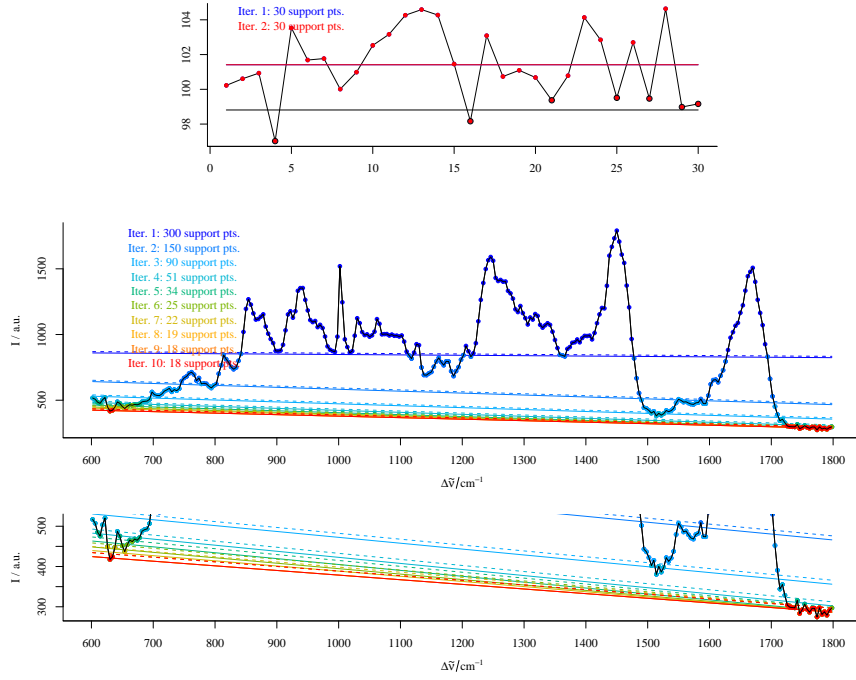 Iter. 1: 30 support pts.
Iter. 2: 30 support pts.
104
102
100
98
0 5 10 15 20 25 30
Iter. 1: 300 support pts.
Iter. 2: 150 support pts.
Iter. 3: 90 support pts.
Iter. 4: 51 support pts.
Iter. 5: 34 support pts.
Iter. 6: 25 support pts.
Iter. 7: 22 support pts.
Iter. 8: 19 support pts.
Iter. 9: 18 support pts.
Iter. 10: 18 support pts.
I / a.u.
1500
1000
500
600 700 800 900 1000 1100 1200 1300 1400 1500 1600 1700 1800
Δν̃/cm⁻¹
I / a.u.
500
400
300
600 700 800 900 1000 1100 1200 1300 1400 1500 1600 1700 1800
Δν̃/cm⁻¹